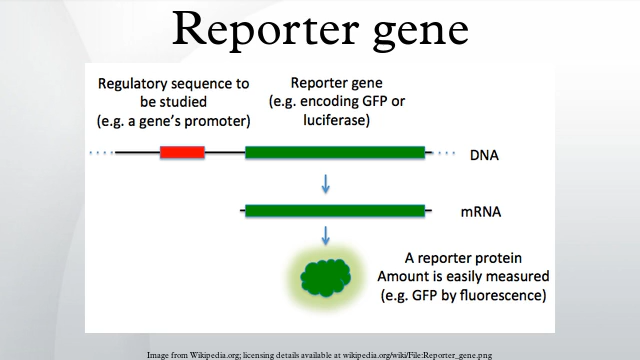 Reporter gene
Regulatory sequence to
be studied
(e.g. a gene's promoter)
Reporter gene
(e.g. encoding GFP or
luciferase)
DNA
mRNA
A reporter protein
Amount is easily measured
(e.g. GFP by fluorescence)
Image from Wikipedia.org; licensing details available at wikipedia.org/wiki/File:Reporter_gene.png